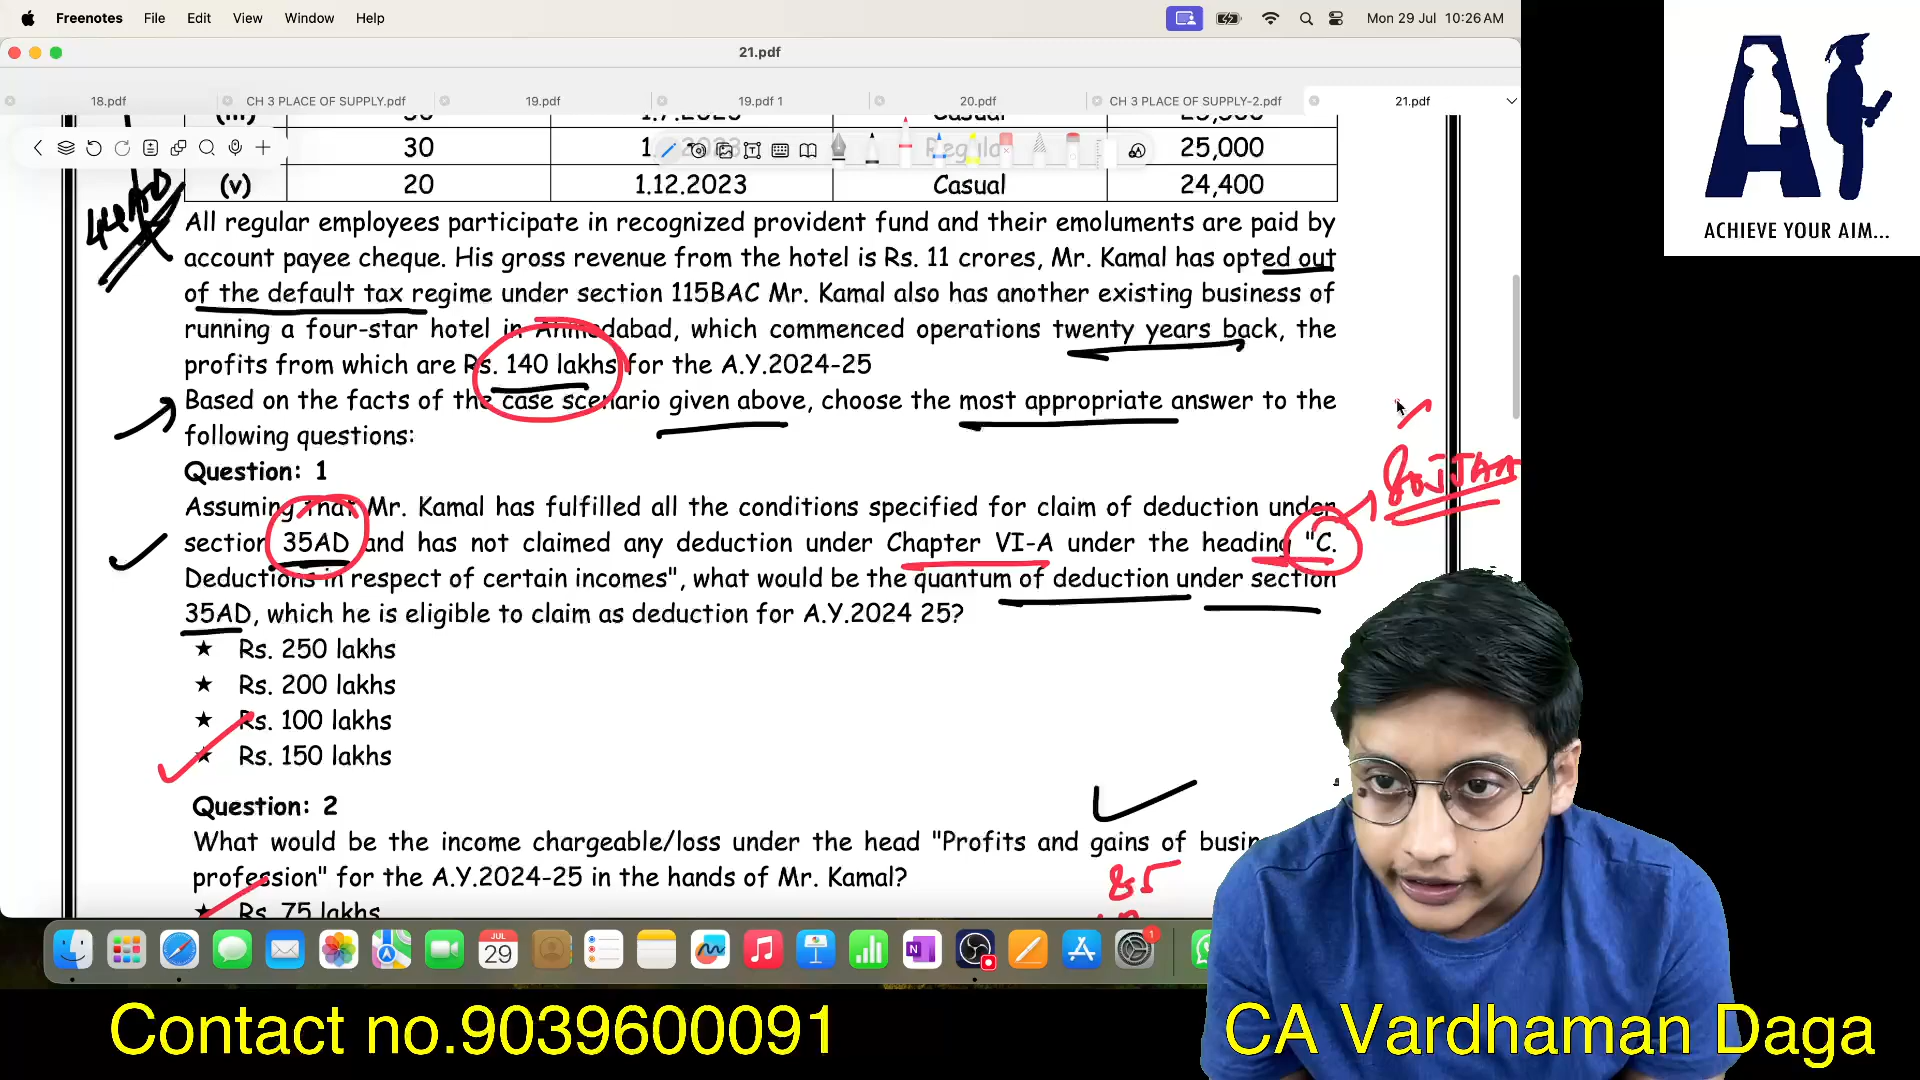 Freenotes File Edit View Window Help Mon 29 Jul 10:26 AM
21.pdf
18.pdf CH 3 PLACE OF SUPPLY.pdf 19.pdf 19.pdf 1 20.pdf CH 3 PLACE OF SUPPLY-2.pdf 21.pdf
30 25,000
(v) 20 1.12.2023 Casual 24,400
44AD
All regular employees participate in recognized provident fund and their emoluments are paid by
account payee cheque. His gross revenue from the hotel is Rs. 11 crores, Mr. Kamal has opted out
of the default tax regime under section 115BAC Mr. Kamal also has another existing business of
running a four-star hotel in Ahmedabad, which commenced operations twenty years back, the
profits from which are Rs. 140 lakhs for the A.Y.2024-25
Based on the facts of the case scenario given above, choose the most appropriate answer to the
following questions:
Question: 1
Assuming that Mr. Kamal has fulfilled all the conditions specified for claim of deduction under
section 35AD and has not claimed any deduction under Chapter VI-A under the heading "C.
Deductions in respect of certain incomes", what would be the quantum of deduction under section
35AD, which he is eligible to claim as deduction for A.Y.2024 25?
★ Rs. 250 lakhs
★ Rs. 200 lakhs
★ Rs. 100 lakhs
★ Rs. 150 lakhs
Question: 2
What would be the income chargeable/loss under the head "Profits and gains of busin
profession" for the A.Y.2024-25 in the hands of Mr. Kamal?
85
★ Rs. 75 lakhs
JUL
29
1
Contact no.9039600091
CA Vardhaman Daga
ACHIEVE YOUR AIM...